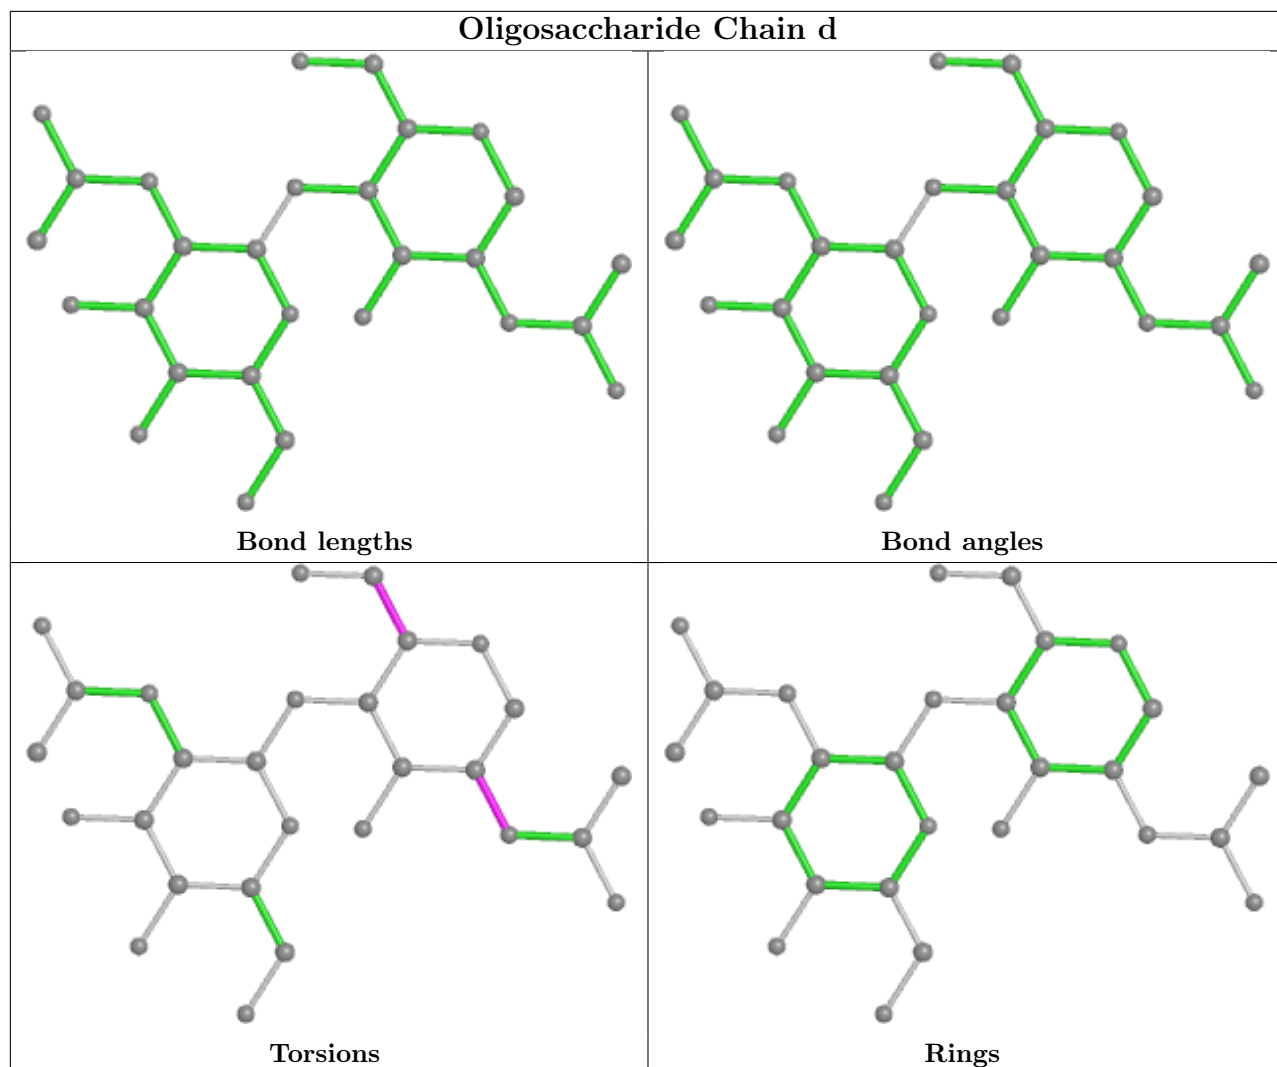 Oligosaccharide Chain d
Bond lengths
Bond angles
Torsions
Rings